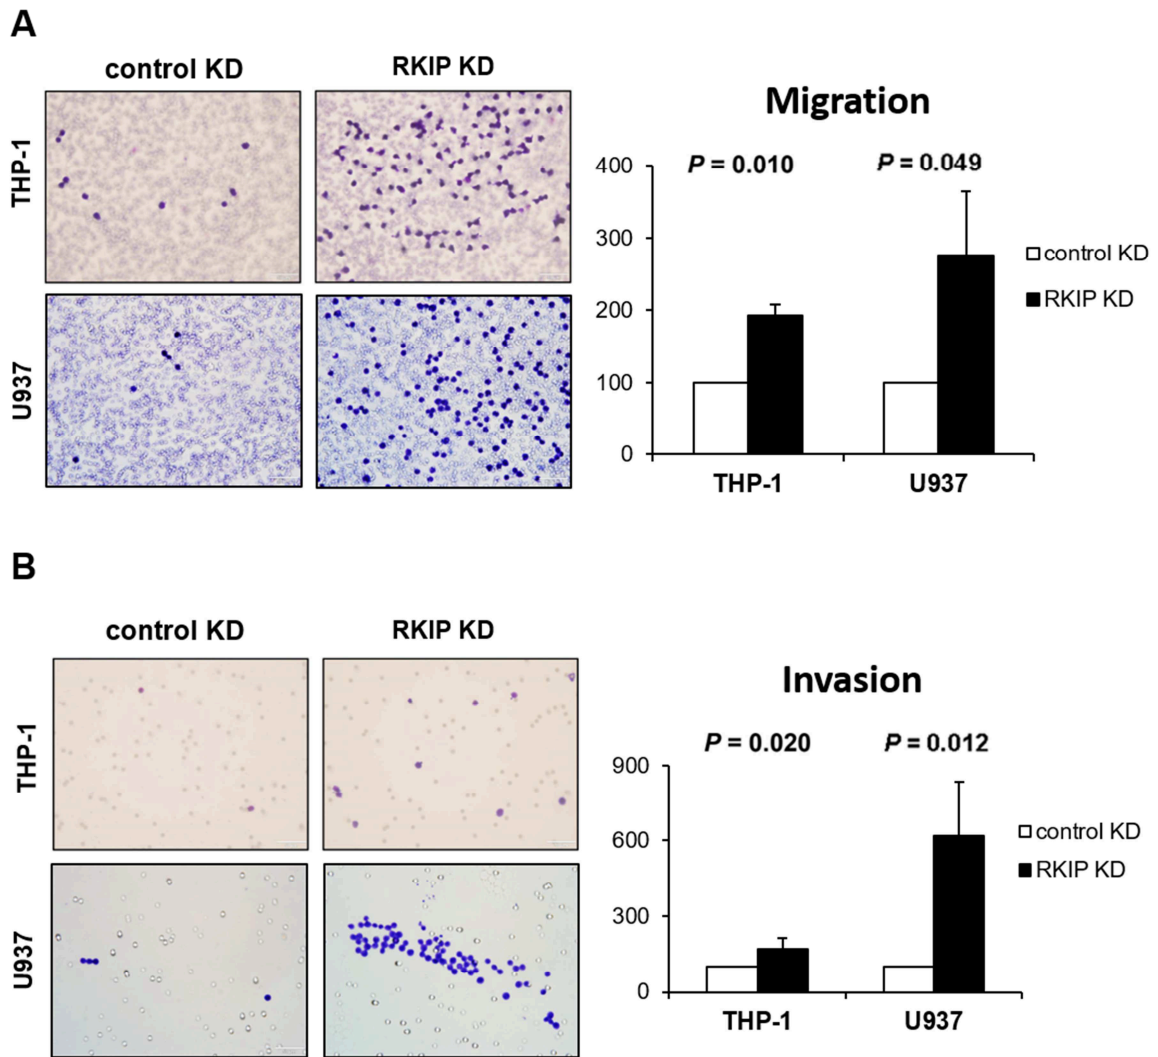 A
control KD
RKIP KD
THP-1
U937
Migration
P = 0.010
P = 0.049
400
300
200
100
0
THP-1
U937
control KD
RKIP KD
B
control KD
RKIP KD
THP-1
U937
Invasion
P = 0.020
P = 0.012
900
600
300
0
THP-1
U937
control KD
RKIP KD